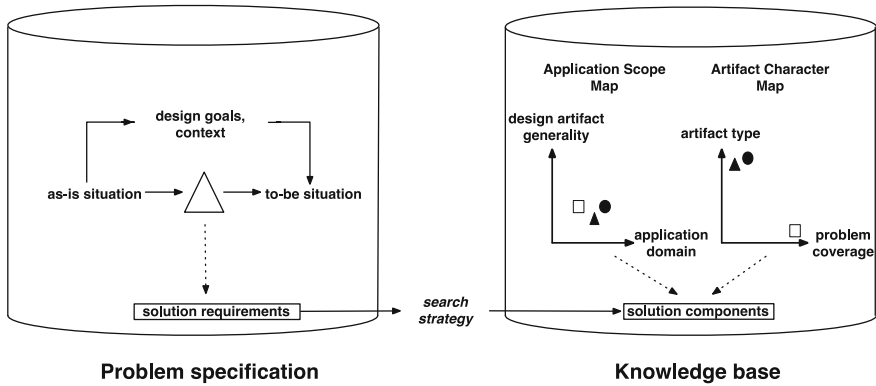 design goals,
context
as-is situation
to-be situation
solution requirements
search
strategy
Application Scope
Map
Artifact Character
Map
design artifact
generality
artifact type
application
domain
problem
coverage
solution components
Problem specification
Knowledge base